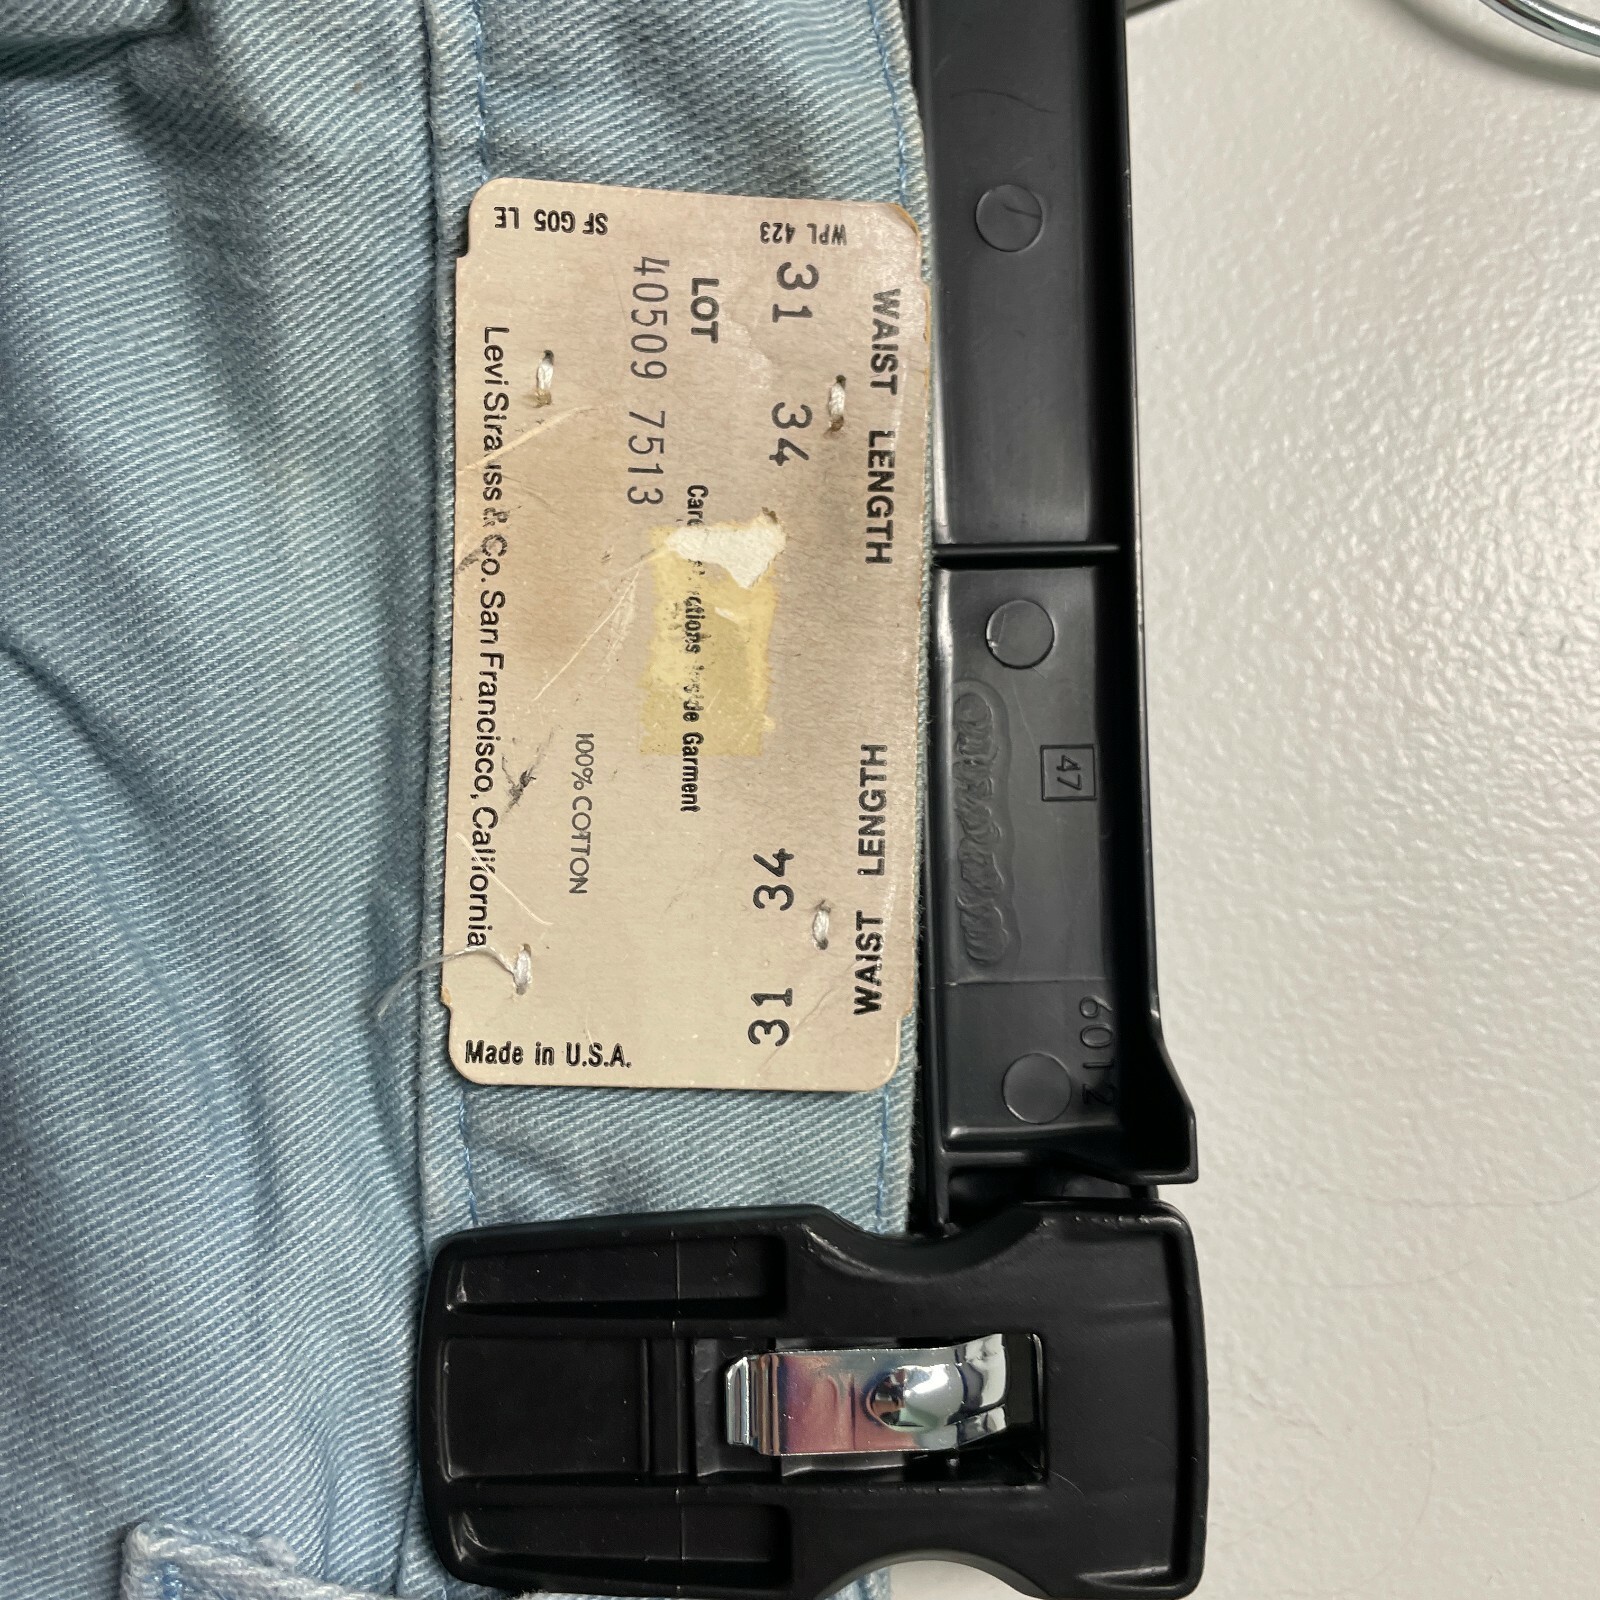 SF G05 LE
WPL 423
WAIST LENGTH
31 34
LOT
40509 7513
WAIST LENGTH
31 34
Garment
100% COTTON
Levi Strauss & Co. San Francisco, California
Made in U.S.A.
47
6012